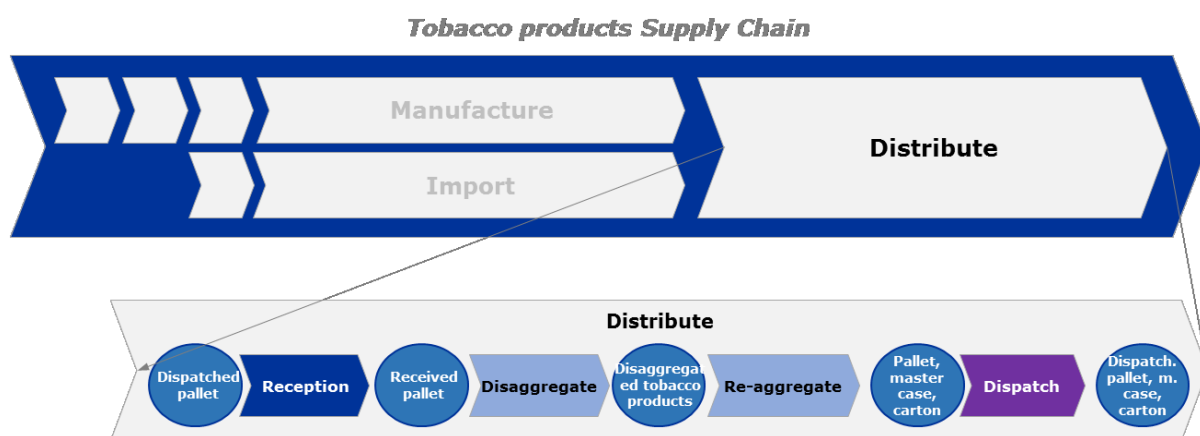 Tobacco products Supply Chain
Manufacture
Distribute
Import
Distribute
Dispatched
pallet
Reception
Received
pallet
Disaggregate
Disaggregat
ed tobacco
products
Re-aggregate
Pallet,
master
case,
carton
Dispatch
Dispatch.
pallet, m.
case,
carton